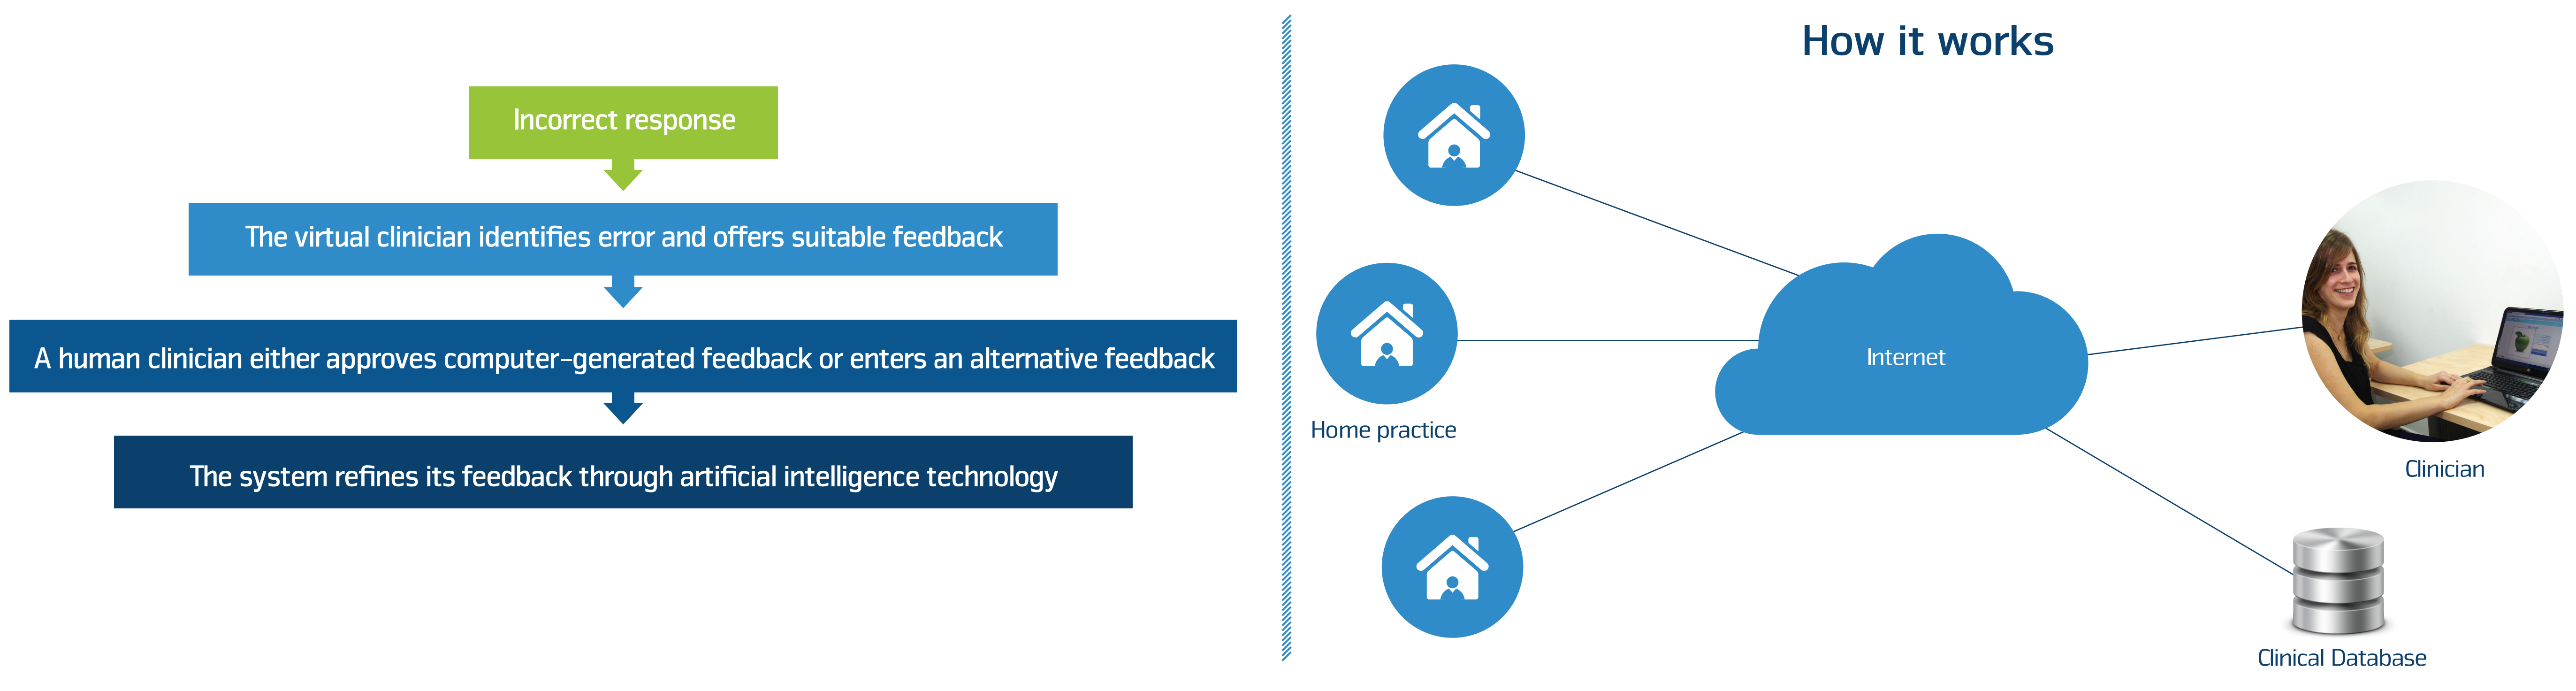 Incorrect response
The virtual clinician identifies error and offers suitable feedback
A human clinician either approves computer-generated feedback or enters an alternative feedback
The system refines its feedback through artificial intelligence technology
How it works
Home practice
Internet
Clinician
Clinical Database